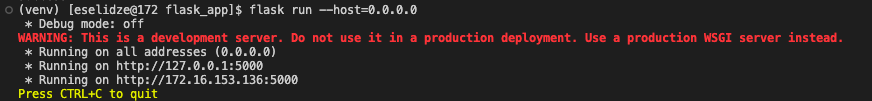 (venv) [eselidze@172 flask_app]$ flask run --host=0.0.0.0
* Debug mode: off
WARNING: This is a development server. Do not use it in a production deployment. Use a production WSGI server instead.
* Running on all addresses (0.0.0.0)
* Running on http://127.0.0.1:5000
* Running on http://172.16.153.136:5000
Press CTRL+C to quit